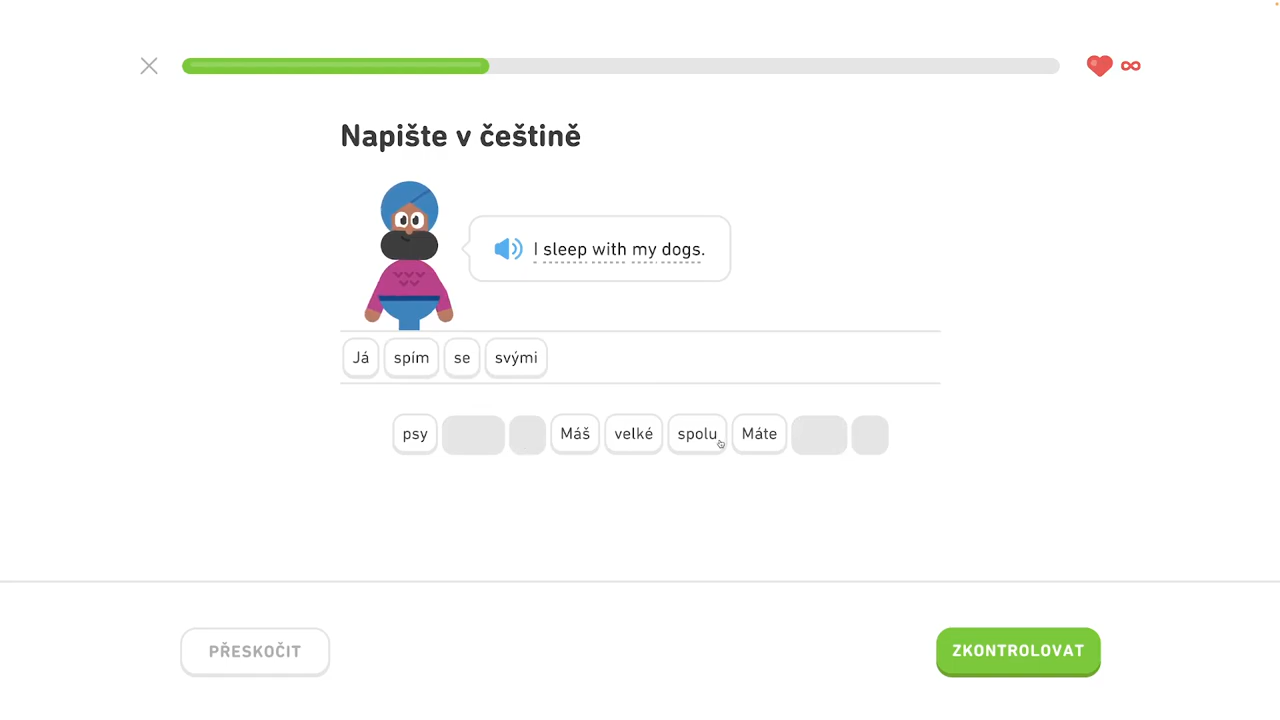 Napište v češtině
I sleep with my dogs.
Já spím se svými
psy Máš velké spolu Máte
PŘESKOČIT ZKONTROLOVAT